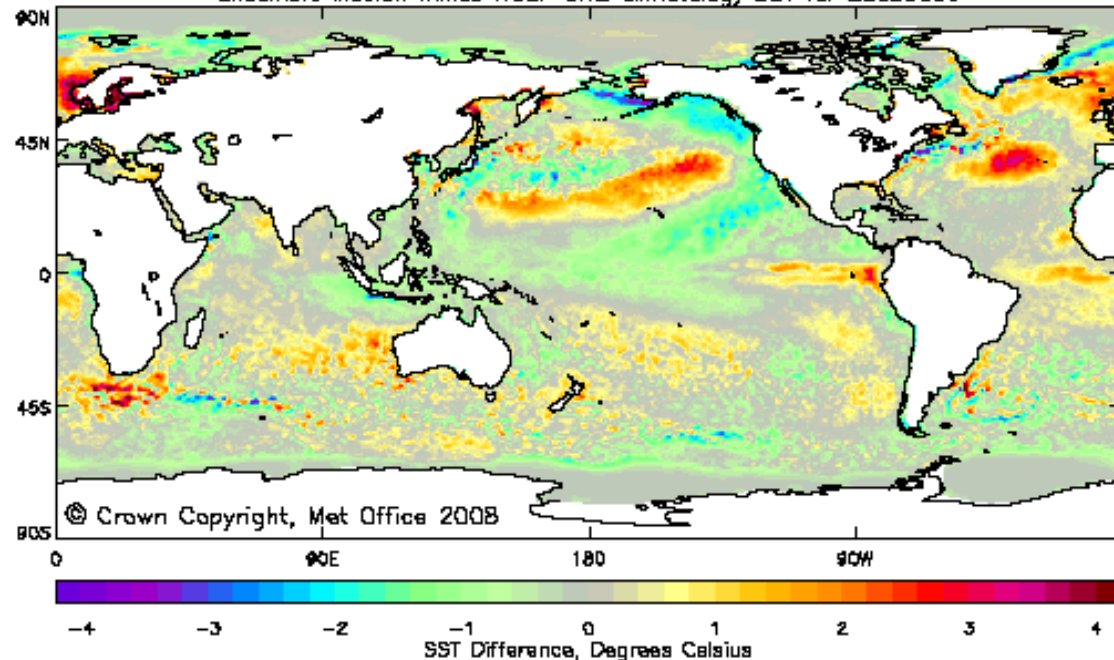 90N
45N
0
45S
90S
© Crown Copyright, Met Office 2008
0 90E 180 90W
-4 -3 -2 -1 0 1 2 3 4
SST Difference, Degrees Celsius